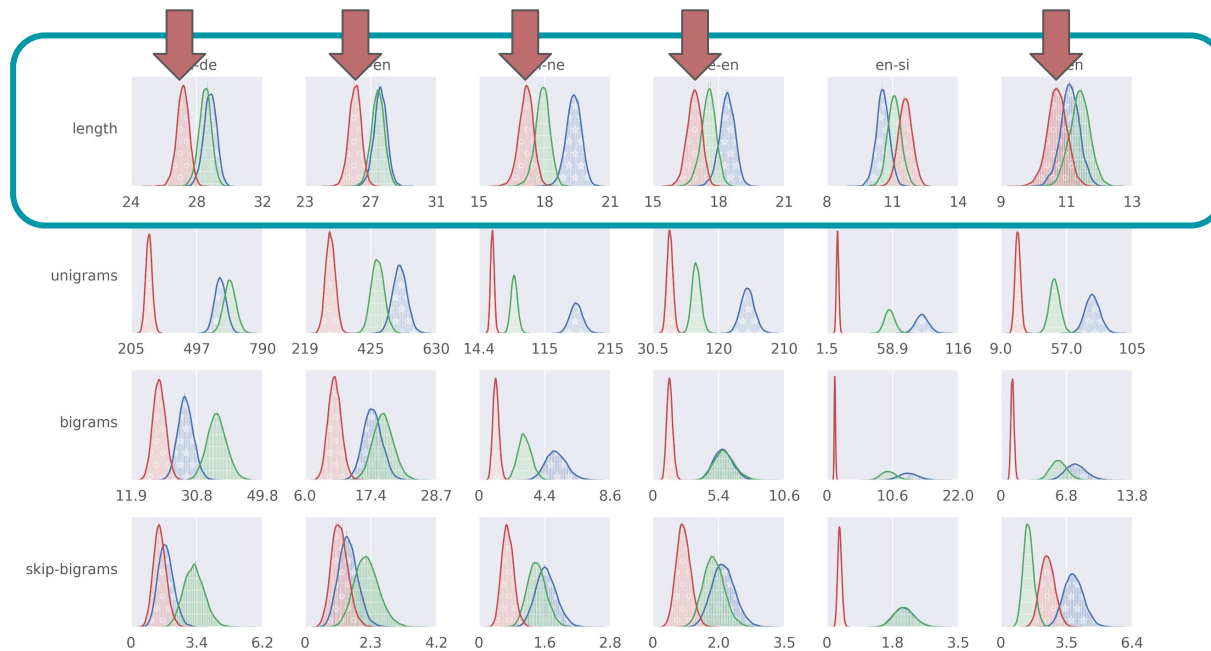 -de -en -ne e-en en-si en
length
24 28 32 23 27 31 15 18 21 15 18 21 8 11 14 9 11 13
unigrams
205 497 790 219 425 630 14.4 115 215 30.5 120 210 1.5 58.9 116 9.0 57.0 105
bigrams
11.9 30.8 49.8 6.0 17.4 28.7 0 4.4 8.6 0 5.4 10.6 0 10.6 22.0 0 6.8 13.8
skip-bigrams
0 3.4 6.2 0 2.3 4.2 0 1.6 2.8 0 2.0 3.5 0 1.8 3.5 0 3.5 6.4